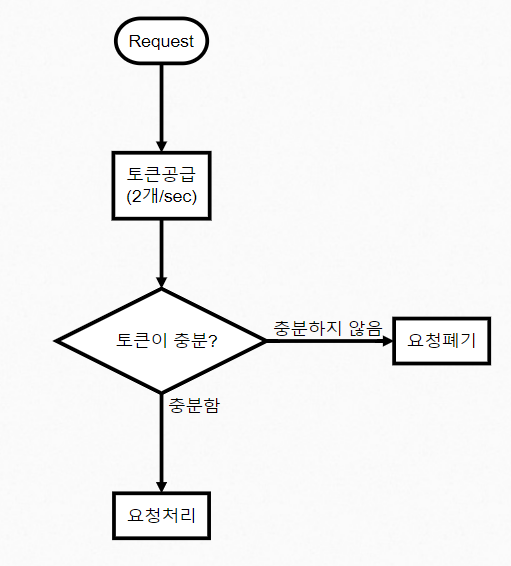 Request
토큰공급
(2개/sec)
토큰이 충분?
충분하지 않음
요청폐기
충분함
요청처리